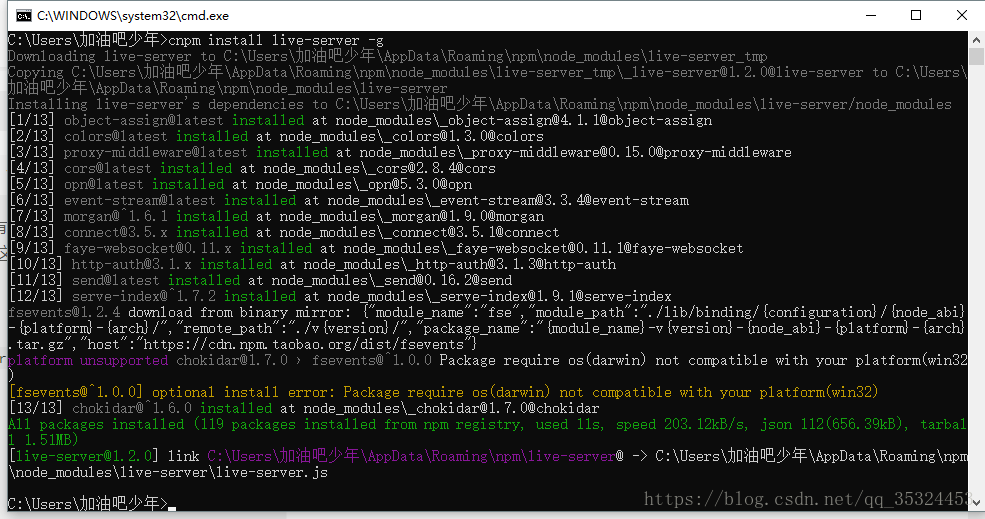 C:\WINDOWS\system32\cmd.exe
C:\Users\加油吧少年>cnpm install live-server -g
Downloading live-server to C:\Users\加油吧少年\AppData\Roaming\npm\node_modules\live-server_tmp
Copying C:\Users\加油吧少年\AppData\Roaming\npm\node_modules\live-server_tmp\_live-server@1.2.0@live-server to C:\Users\
加油吧少年\AppData\Roaming\npm\node_modules\live-server
Installing live-server's dependencies to C:\Users\加油吧少年\AppData\Roaming\npm\node_modules\live-server/node_modules
[1/13] object-assign@latest installed at node_modules\_object-assign@4.1.1@object-assign
[2/13] colors@latest installed at node_modules\_colors@1.3.0@colors
[3/13] proxy-middleware@latest installed at node_modules\_proxy-middleware@0.15.0@proxy-middleware
[4/13] cors@latest installed at node_modules\_cors@2.8.4@cors
[5/13] opn@latest installed at node_modules\_opn@5.3.0@opn
[6/13] event-stream@latest installed at node_modules\_event-stream@3.3.4@event-stream
[7/13] morgan@^1.6.1 installed at node_modules\_morgan@1.9.0@morgan
[8/13] connect@3.5.x installed at node_modules\_connect@3.5.1@connect
[9/13] faye-websocket@0.11.x installed at node_modules\_faye-websocket@0.11.1@faye-websocket
[10/13] http-auth@3.1.x installed at node_modules\_http-auth@3.1.3@http-auth
[11/13] send@latest installed at node_modules\_send@0.16.2@send
[12/13] serve-index@^1.7.2 installed at node_modules\_serve-index@1.9.1@serve-index
fsevents@1.2.4 download from binary mirror: {"module_name":"fse","module_path":"./lib/binding/{configuration}/{node_abi}
-{platform}-{arch}/","remote_path":"./v{version}/","package_name":"{module_name}-v{version}-{node_abi}-{platform}-{arch}
.tar.gz","host":"https://cdn.npm.taobao.org/dist/fsevents"}
platform unsupported chokidar@1.7.0 › fsevents@^1.0.0 Package require os(darwin) not compatible with your platform(win32
)
[fsevents@^1.0.0] optional install error: Package require os(darwin) not compatible with your platform(win32)
[13/13] chokidar@^1.6.0 installed at node_modules\_chokidar@1.7.0@chokidar
All packages installed (119 packages installed from npm registry, used 11s, speed 203.12kB/s, json 112(656.39kB), tarbal
l 1.51MB)
[live-server@1.2.0] link C:\Users\加油吧少年\AppData\Roaming\npm\live-server@ -> C:\Users\加油吧少年\AppData\Roaming\npm
\node_modules\live-server\live-server.js
C:\Users\加油吧少年>
https://blog.csdn.net/qq_35324453